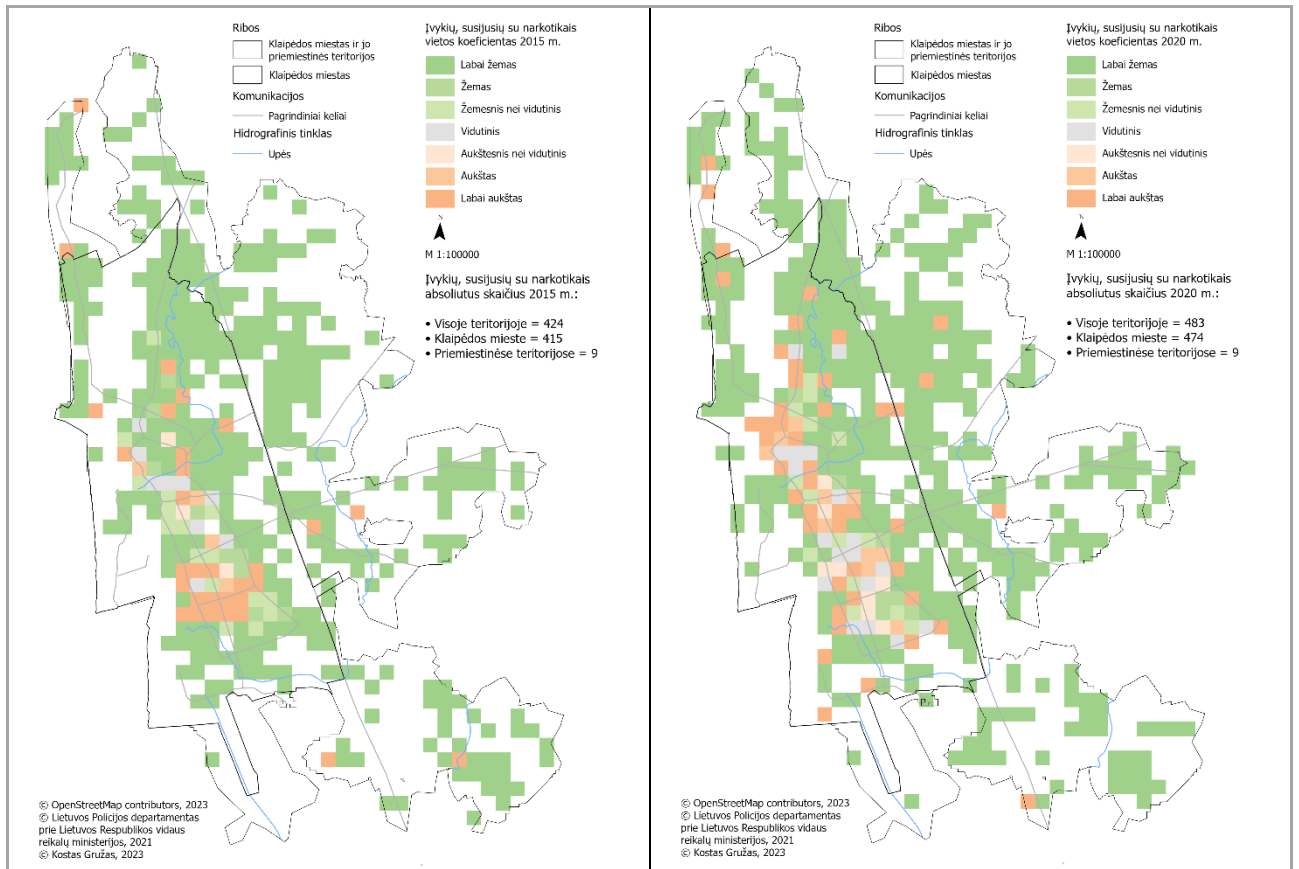 Ribos
Klaipėdos miestas ir jo
priemiestinės teritorijos
Klaipėdos miestas
Komunikacijos
Pagrindiniai keliai
Hidrografinis tinklas
Upės
Įvykių, susijusių su narkotikais
vietos koeficientas 2015 m.
Labai žemas
Žemas
Žemesnis nei vidutinis
Vidutinis
Aukštesnis nei vidutinis
Aukštas
Labai aukštas
N
M 1:100000
Įvykių, susijusių su narkotikais
absoliutus skaičius 2015 m.:
• Visoje teritorijoje = 424
• Klaipėdos mieste = 415
• Priemiestinėse teritorijose = 9
© OpenStreetMap contributors, 2023
© Lietuvos Policijos departamentas
prie Lietuvos Respublikos vidaus
reikalų ministerijos, 2021
© Kostas Gružas, 2023
Ribos
Klaipėdos miestas ir jo
priemiestinės teritorijos
Klaipėdos miestas
Komunikacijos
Pagrindiniai keliai
Hidrografinis tinklas
Upės
Įvykių, susijusių su narkotikais
vietos koeficientas 2020 m.
Labai žemas
Žemas
Žemesnis nei vidutinis
Vidutinis
Aukštesnis nei vidutinis
Aukštas
Labai aukštas
N
M 1:100000
Įvykių, susijusių su narkotikais
absoliutus skaičius 2020 m.:
• Visoje teritorijoje = 483
• Klaipėdos mieste = 474
• Priemiestinėse teritorijose = 9
© OpenStreetMap contributors, 2023
© Lietuvos Policijos departamentas
prie Lietuvos Respublikos vidaus
reikalų ministerijos, 2021
© Kostas Gružas, 2023